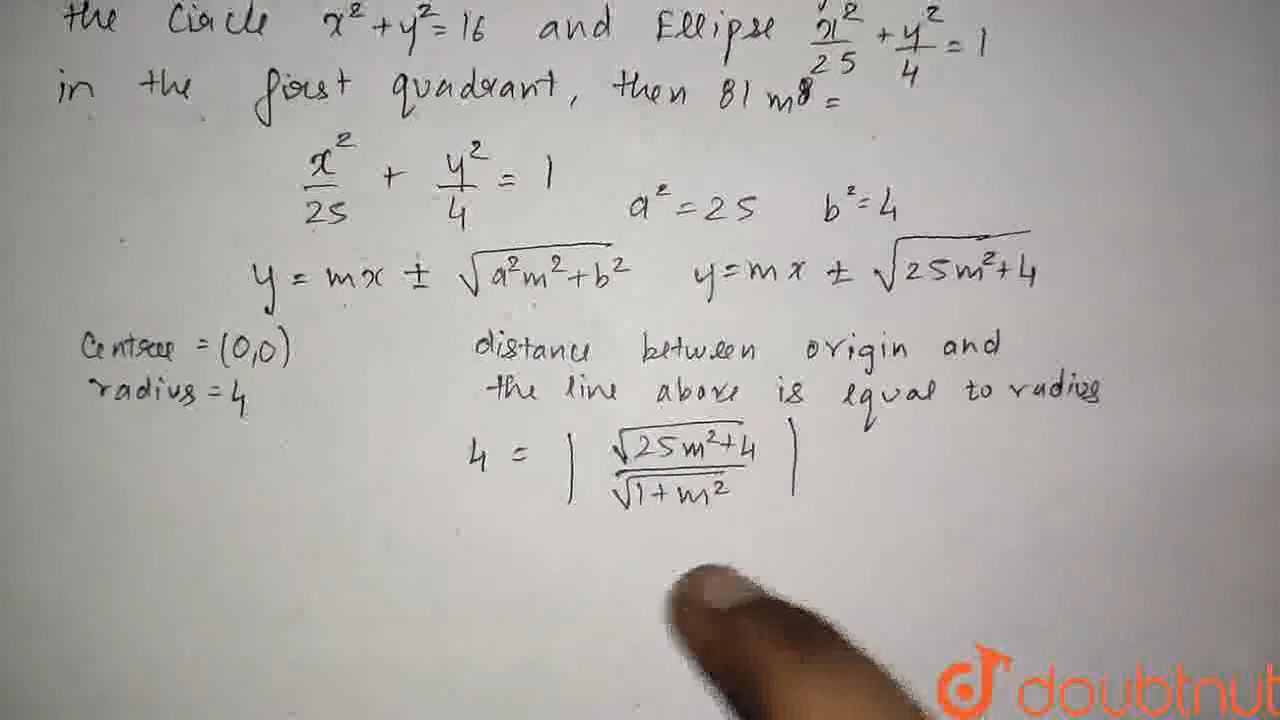 the Circle x² + y² = 16 and Ellipse x²/25 + y²/4 = 1
in the first quadrant, then 81 m⁸ =
x²/25 + y²/4 = 1
a² = 25 b² = 4
y = mx ± √(a²m² + b²) y = mx ± √(25m² + 4)
Centre = (0,0)
radius = 4
distance between origin and
the line above is equal to radius
4 = | √(25m² + 4) / √(1 + m²) |
doubtnut